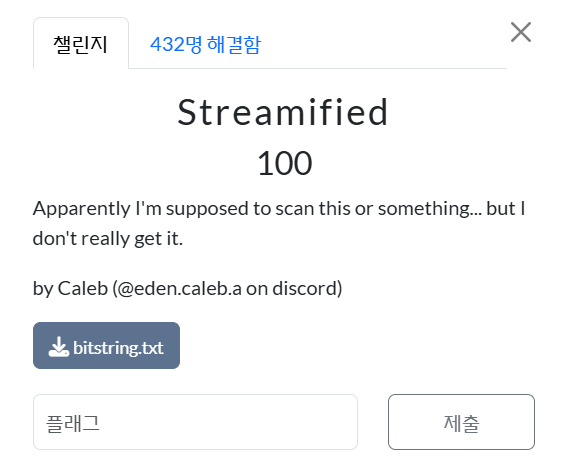 챌린지
432명 해결함
Streamified
100
Apparently I'm supposed to scan this or something... but I
don't really get it.
by Caleb (@eden.caleb.a on discord)
bitstring.txt
플래그
제출